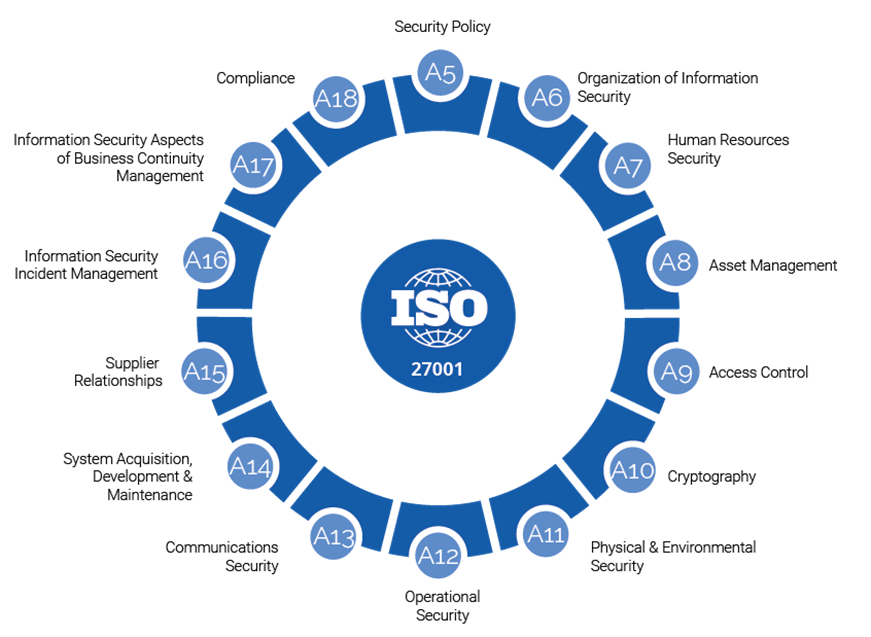 Security Policy
A5
A6
Organization of Information
Security
A7
Human Resources
Security
A8
Asset Management
A9
Access Control
A10
Cryptography
A11
Physical & Environmental
Security
A12
Operational
Security
A13
Communications
Security
A14
System Acquisition,
Development &
Maintenance
A15
Supplier
Relationships
A16
Information Security
Incident Management
A17
Information Security Aspects
of Business Continuity
Management
A18
Compliance
ISO
27001